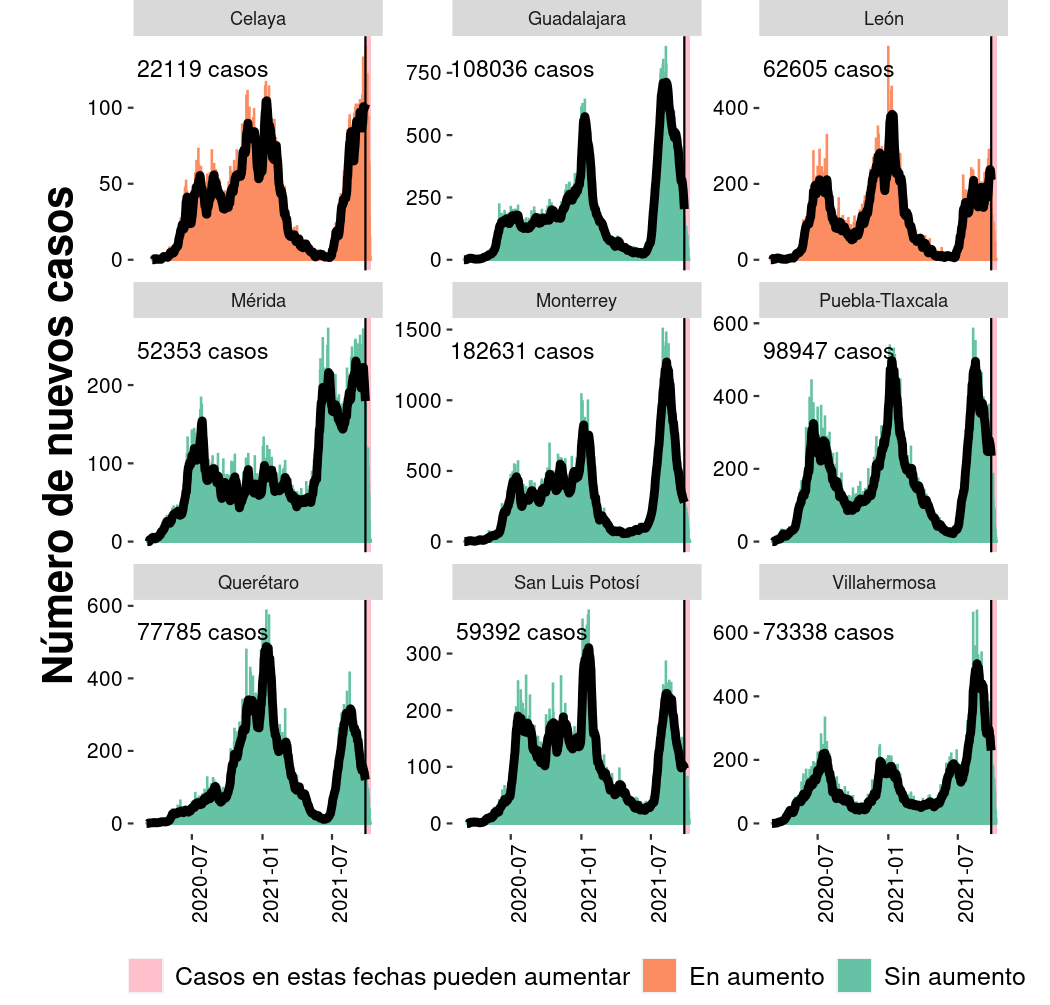 Número de nuevos casos
Celaya
22119 casos
100
50
0
Guadalajara
108036 casos
750
500
250
0
León
62605 casos
400
200
0
Mérida
52353 casos
200
100
0
Monterrey
182631 casos
1500
1000
500
0
Puebla-Tlaxcala
98947 casos
600
400
200
0
Querétaro
77785 casos
600
400
200
0
2020-07
2021-01
2021-07
San Luis Potosí
59392 casos
300
200
100
0
2020-07
2021-01
2021-07
Villahermosa
73338 casos
600
400
200
0
2020-07
2021-01
2021-07
Casos en estas fechas pueden aumentar
En aumento
Sin aumento